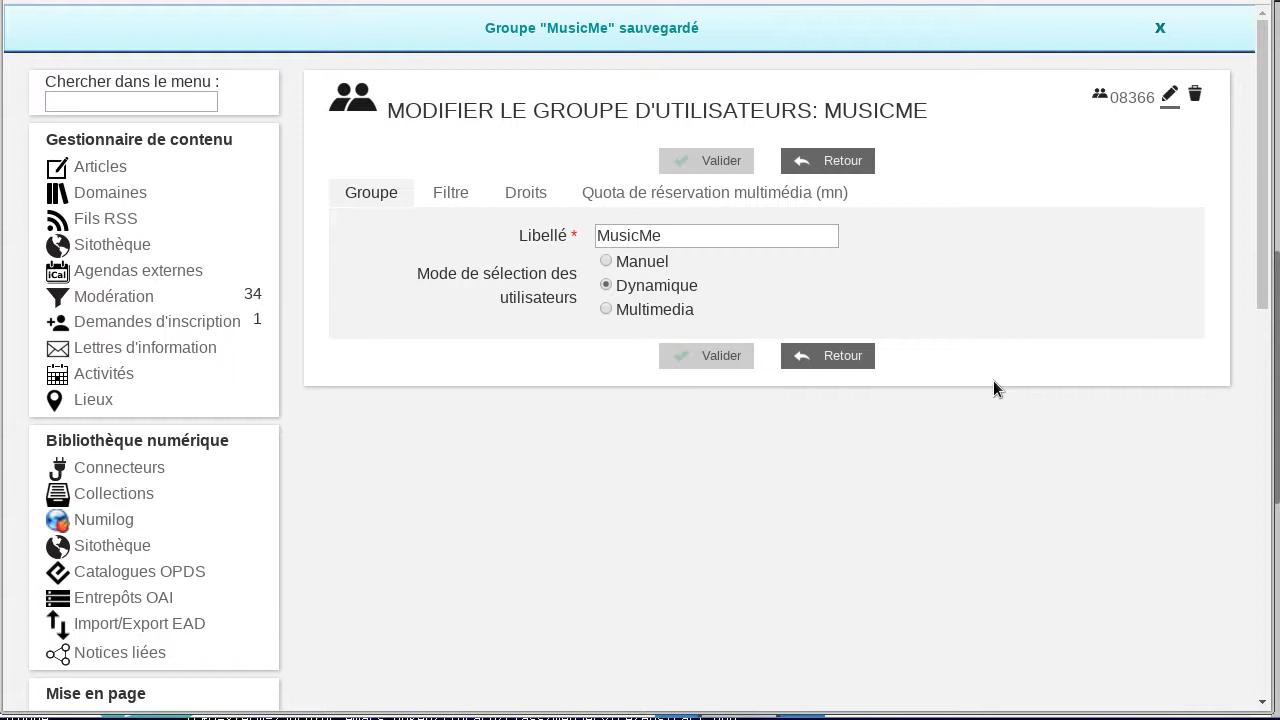 Groupe "MusicMe" sauvegardé
X
Chercher dans le menu :
Gestionnaire de contenu
Articles
Domaines
Fils RSS
Sitothèque
iCal Agendas externes
Modération 34
Demandes d'inscription 1
Lettres d'information
Activités
Lieux
Bibliothèque numérique
Connecteurs
Collections
Numilog
Sitothèque
Catalogues OPDS
Entrepôts OAI
Import/Export EAD
Notices liées
Mise en page
MODIFIER LE GROUPE D'UTILISATEURS: MUSICME
08366
Valider Retour
Groupe Filtre Droits Quota de réservation multimédia (mn)
Libellé * MusicMe
Mode de sélection des
utilisateurs
Manuel
Dynamique
Multimedia
Valider Retour